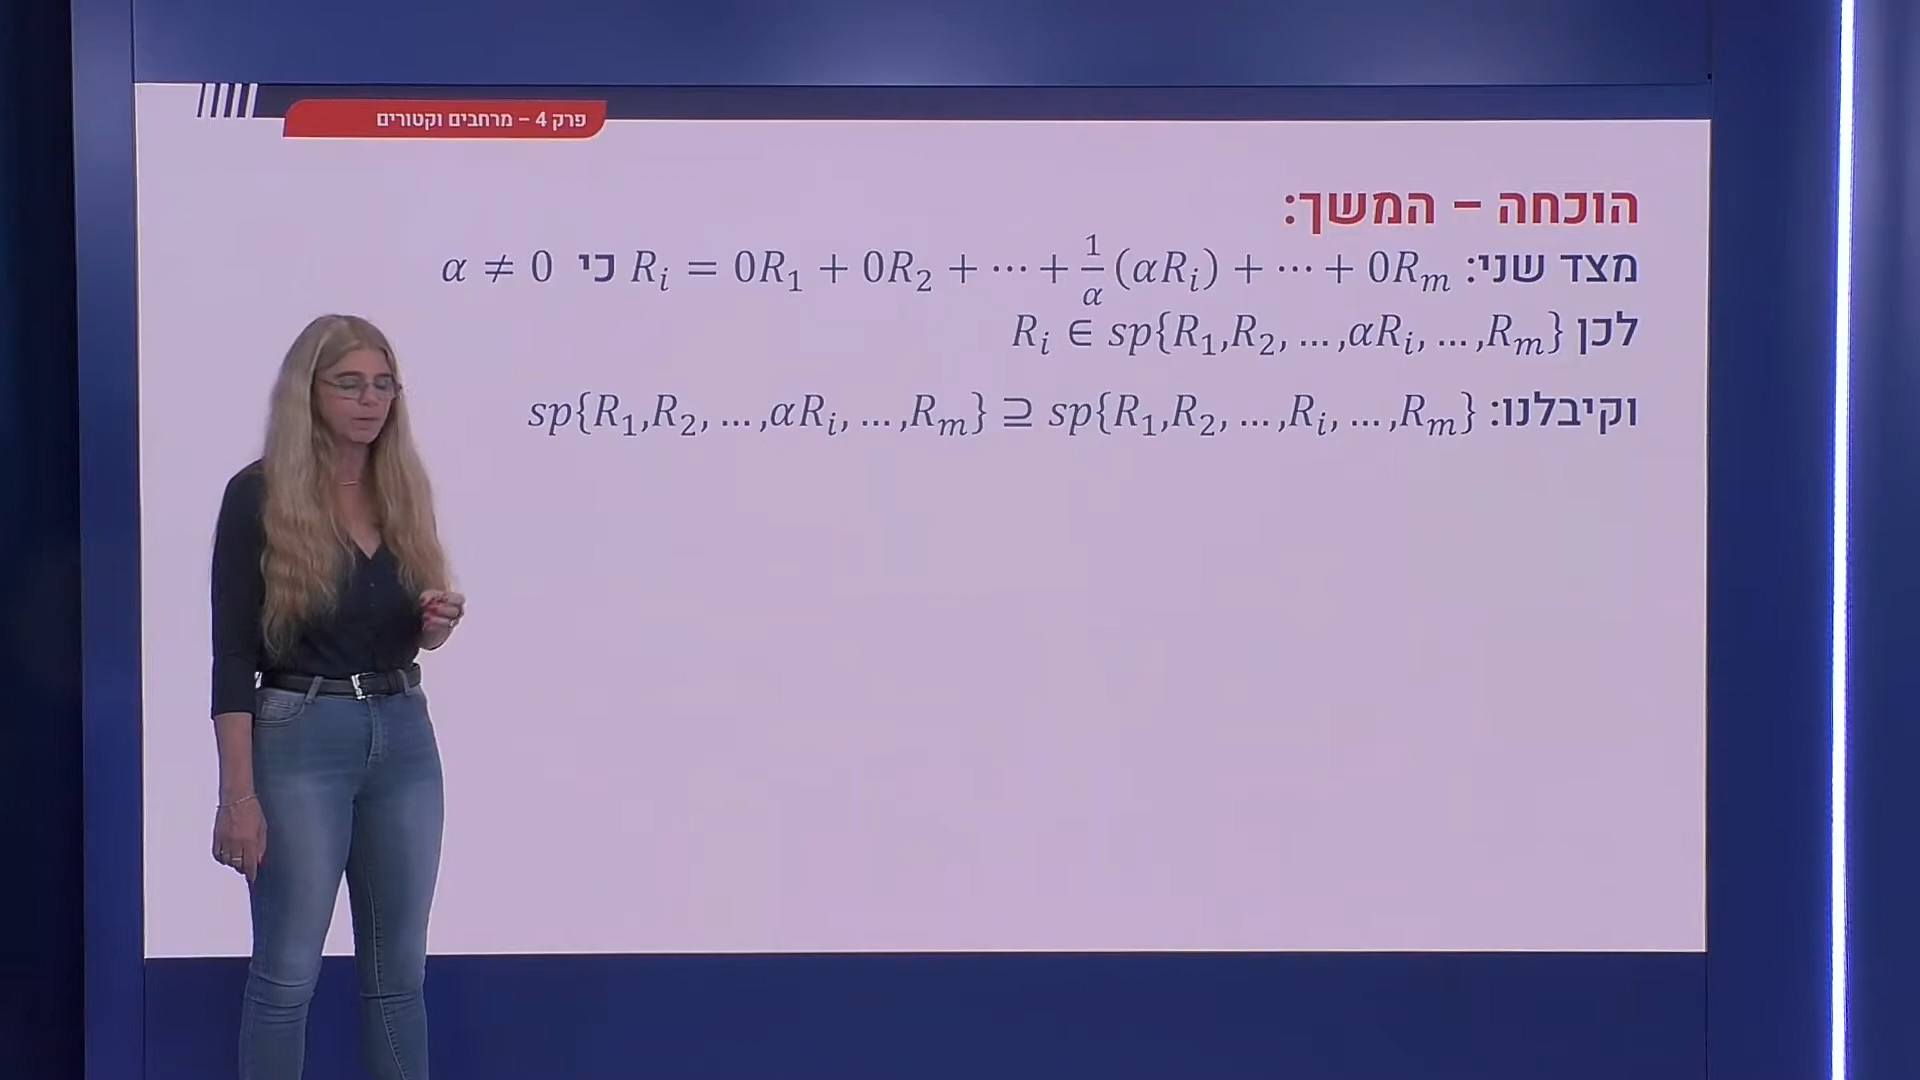 פרק 4 – מרחבים וקטורים
הוכחה – המשך:
מצד שני: $R_i = 0R_1 + 0R_2 + \cdots + \frac{1}{\alpha}(\alpha R_i) + \cdots + 0R_m$ כי $\alpha \neq 0$
לכן $R_i \in sp\{R_1, R_2, \ldots, \alpha R_i, \ldots, R_m\}$
וקיבלנו: $sp\{R_1, R_2, \ldots, \alpha R_i, \ldots, R_m\} \supseteq sp\{R_1, R_2, \ldots, R_i, \ldots, R_m\}$